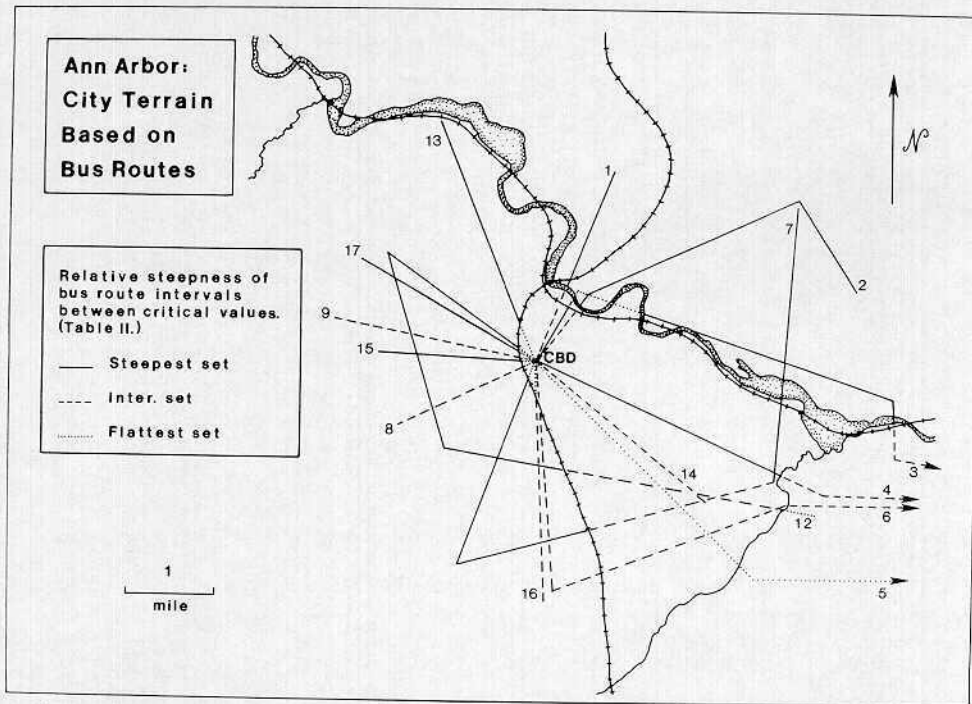 Ann Arbor:
City Terrain
Based on
Bus Routes
Relative steepness of
bus route intervals
between critical values.
(Table II.)
Steepest set
Inter. set
Flattest set
1
mile
N
13
1
7
2
17
9
15
CBD
8
3
14
4
6
12
16
5